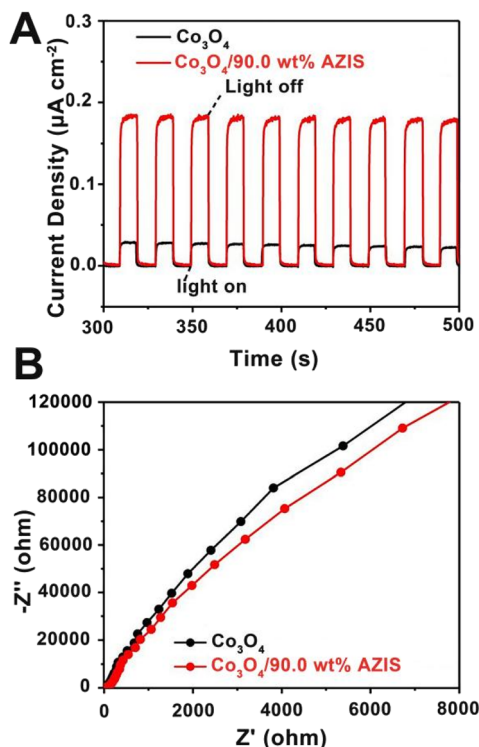 A
Co₃O₄
Co₃O₄/90.0 wt% AZIS
Light off
light on
Current Density (μA cm⁻²)
0.3
0.2
0.1
0.0
300 350 400 450 500
Time (s)
B
-Z'' (ohm)
120000
100000
80000
60000
40000
20000
0
Co₃O₄
Co₃O₄/90.0 wt% AZIS
0 2000 4000 6000 8000
Z' (ohm)